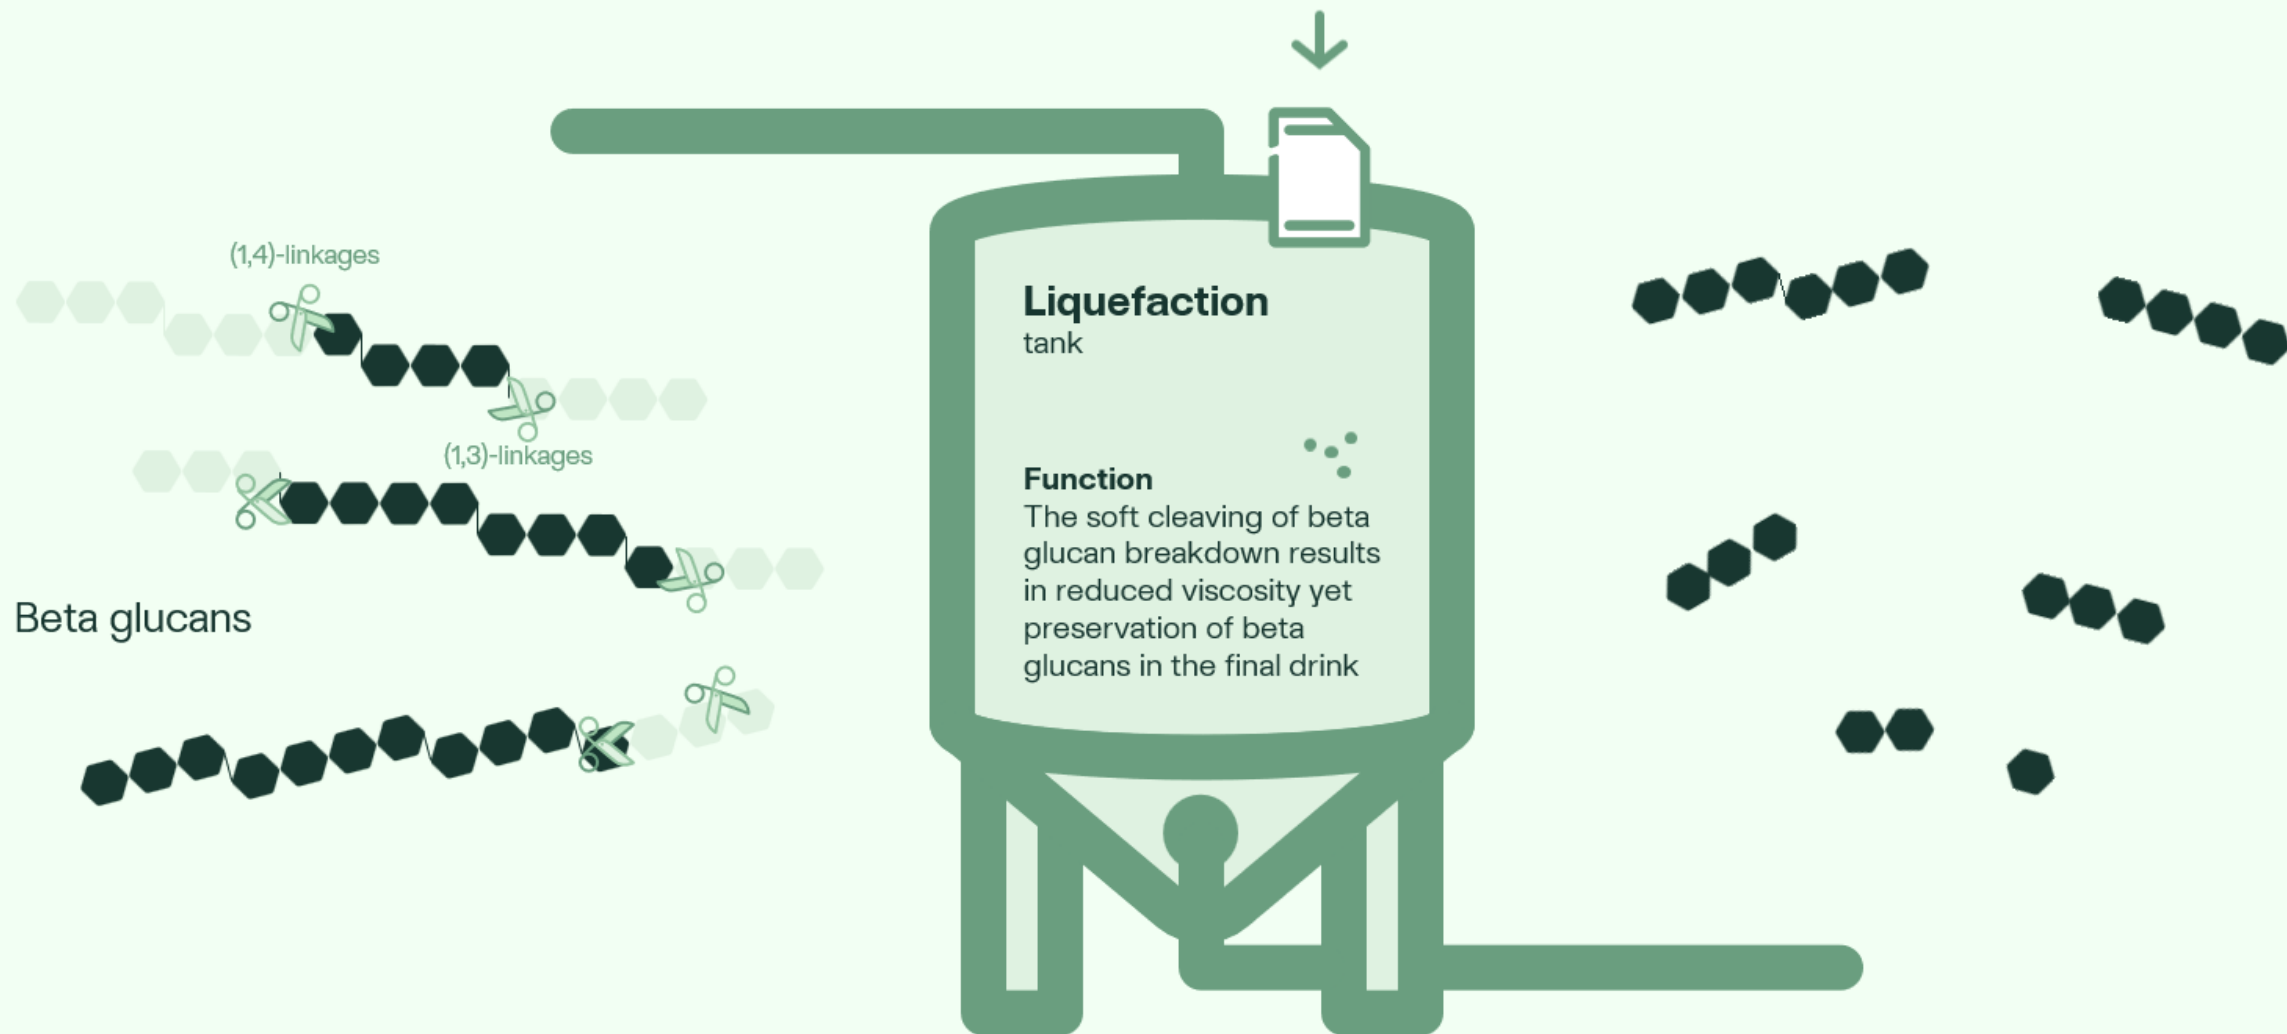 (1,4)-linkages
(1,3)-linkages
Beta glucans
Liquefaction
tank
Function
The soft cleaving of beta
glucan breakdown results
in reduced viscosity yet
preservation of beta
glucans in the final drink